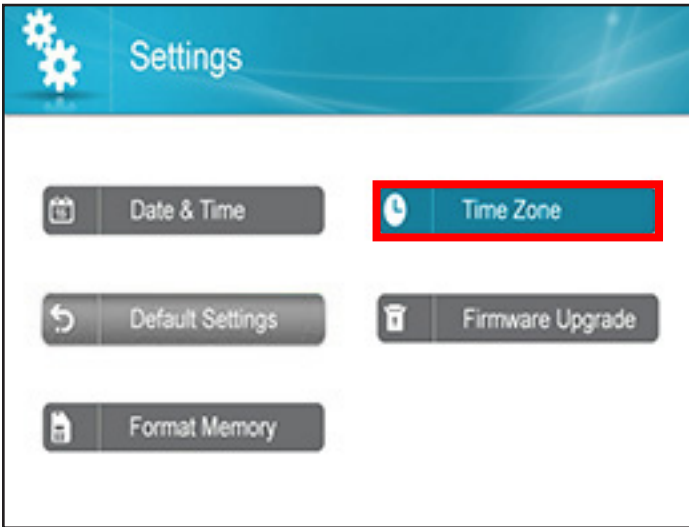 Settings
Date & Time
Time Zone
Default Settings
Firmware Upgrade
Format Memory